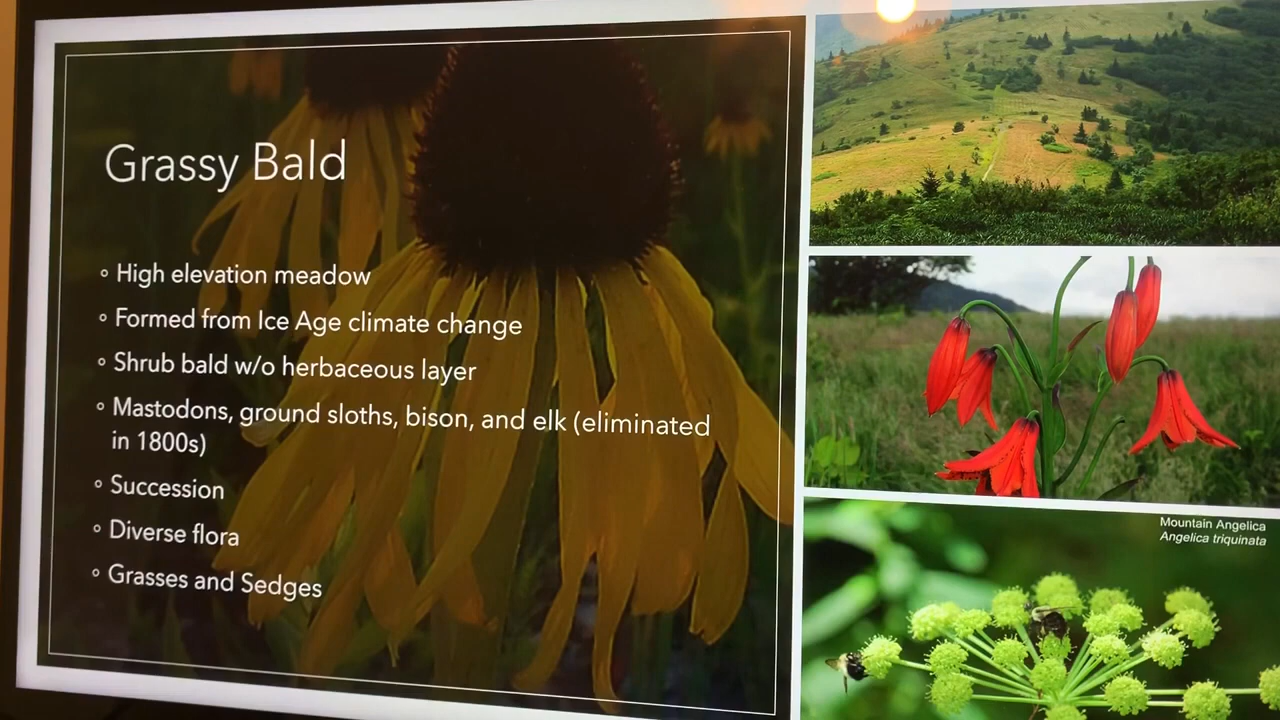 Grassy Bald
◦ High elevation meadow
◦ Formed from Ice Age climate change
◦ Shrub bald w/o herbaceous layer
◦ Mastodons, ground sloths, bison, and elk (eliminated
in 1800s)
◦ Succession
◦ Diverse flora
◦ Grasses and Sedges
Mountain Angelica
Angelica triquinata